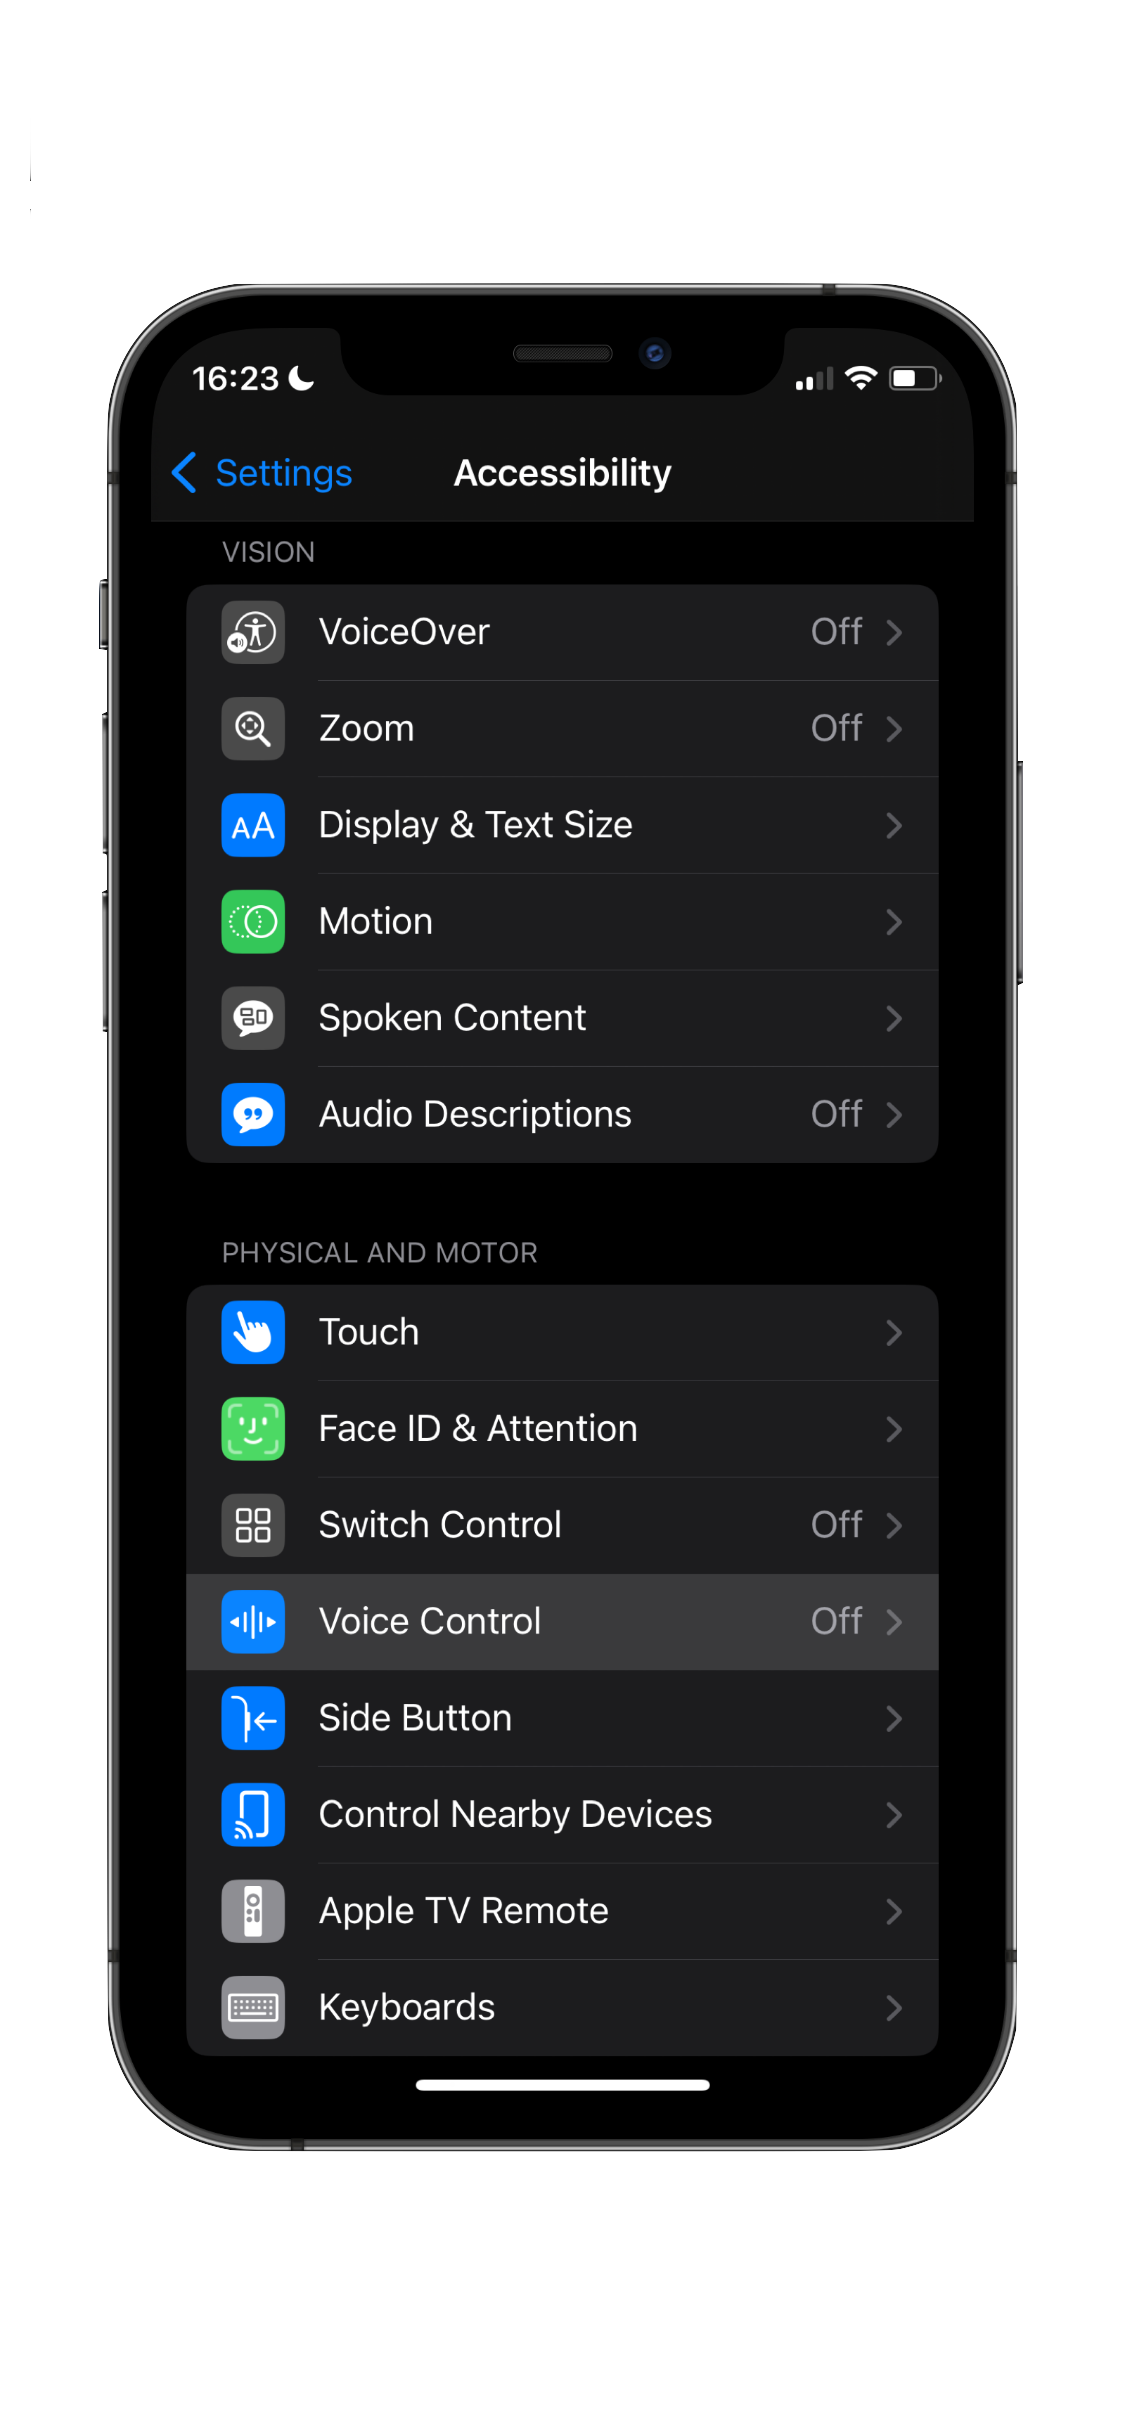 16:23
Settings
Accessibility
VISION
VoiceOver Off
Zoom Off
Display & Text Size
Motion
Spoken Content
Audio Descriptions Off
PHYSICAL AND MOTOR
Touch
Face ID & Attention
Switch Control Off
Voice Control Off
Side Button
Control Nearby Devices
Apple TV Remote
Keyboards